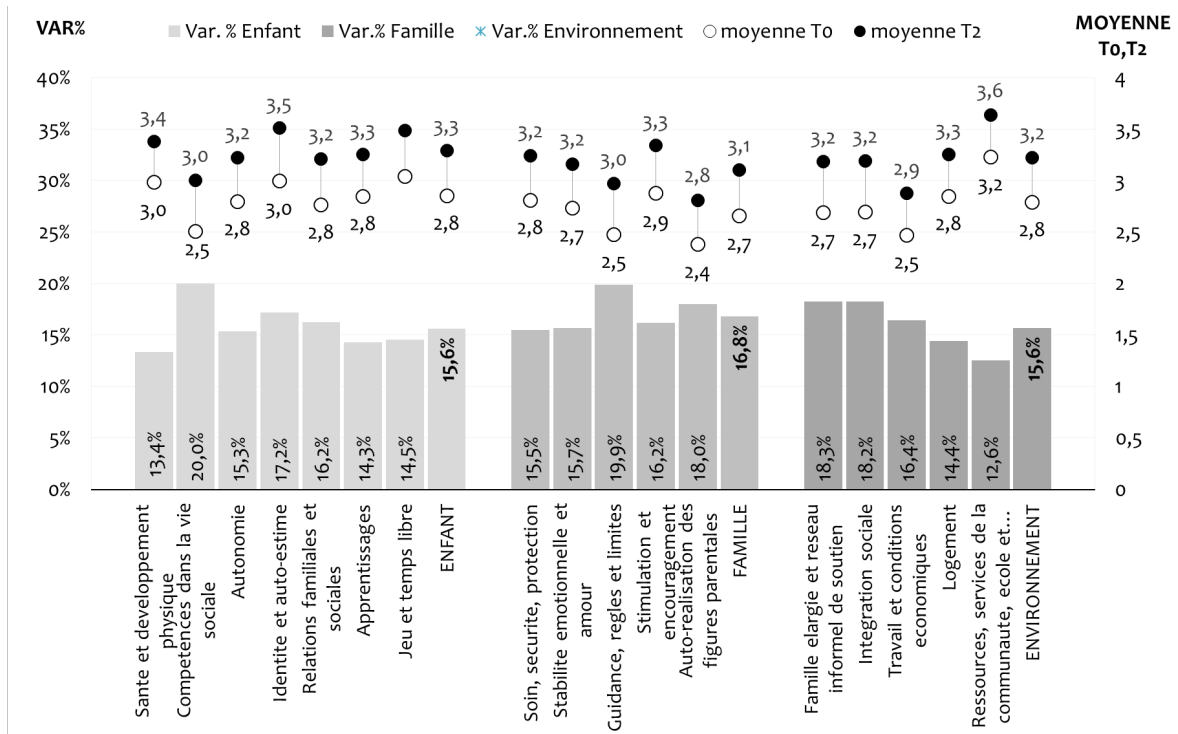 VAR%
Var. % Enfant
Var.% Famille
Var.% Environnement
moyenne T0
moyenne T2
MOYENNE
T0,T2
40%
35%
30%
25%
20%
15%
10%
5%
0%
4
3,5
3
2,5
2
1,5
1
0,5
0
3,4
3,0
3,2
3,5
3,2
3,3
3,3
3,2
3,2
3,0
3,3
2,8
3,1
3,2
3,2
2,9
3,3
3,6
3,2
3,0
2,5
2,8
3,0
2,8
2,8
2,8
2,8
2,7
2,5
2,9
2,4
2,7
2,7
2,7
2,5
2,8
3,2
2,8
13,4%
20,0%
15,3%
17,2%
16,2%
14,3%
14,5%
15,6%
15,5%
15,7%
19,9%
16,2%
18,0%
16,8%
18,3%
18,2%
16,4%
14,4%
12,6%
15,6%
Sante et developpement
physique
Competences dans la vie
sociale
Autonomie
Identite et auto-estime
Relations familiales et
sociales
Apprentissages
Jeu et temps libre
ENFANT
Soin, securite, protection
Stabilite emotionnelle et
amour
Guidance, regles et limites
Stimulation et
encouragement
Auto-realisation des
figures parentales
FAMILLE
Famille elargie et reseau
informel de soutien
Integration sociale
Travail et conditions
economiques
Logement
Ressources, services de la
communaute, ecole et...
ENVIRONNEMENT